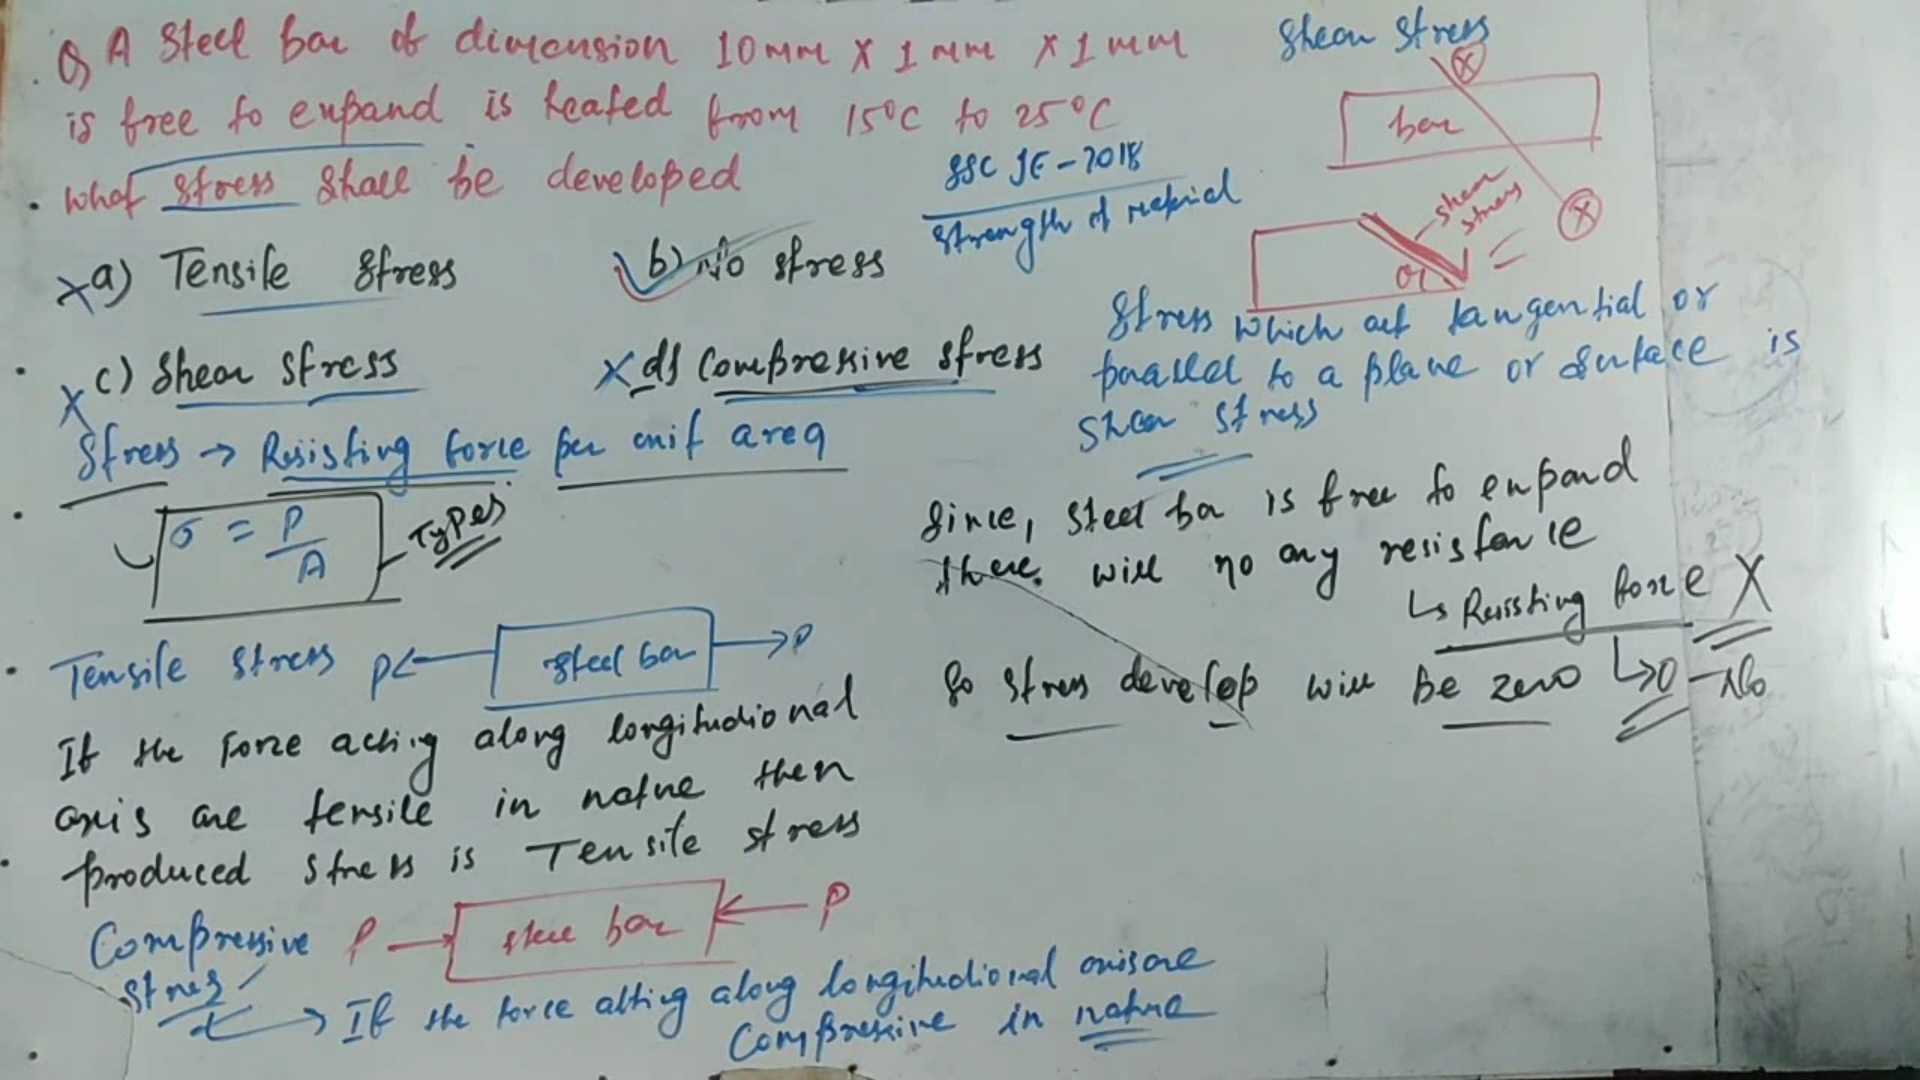 Q A Steel bar of dimension 10mm X 1mm X 1mm
is free to expand is heated from 15°C to 25°C
what stress shall be developed
SSC JE-2018
Strength of material
X a) Tensile stress
b) No stress
X c) Shear stress
X d) Compressive stress
Stress → Resisting force per unit area
σ = P
A
Types
Tensile stress P ← steel bar → P
If the force acting along longitudional
axis are tensile in nature then
produced stress is Tensile stress
Compressive stress P → steel bar ← P
→ If the force acting along longitudional axis are
Compressive in nature
Shear stress
X
bar
X
shear stress
or
Stress which act tangential or
parallel to a plane or surface is
shear stress
Since, steel bar is free to expand
there will no any resistance
↳ Resisting force X
So stress develop will be zero ↳ 0 - No